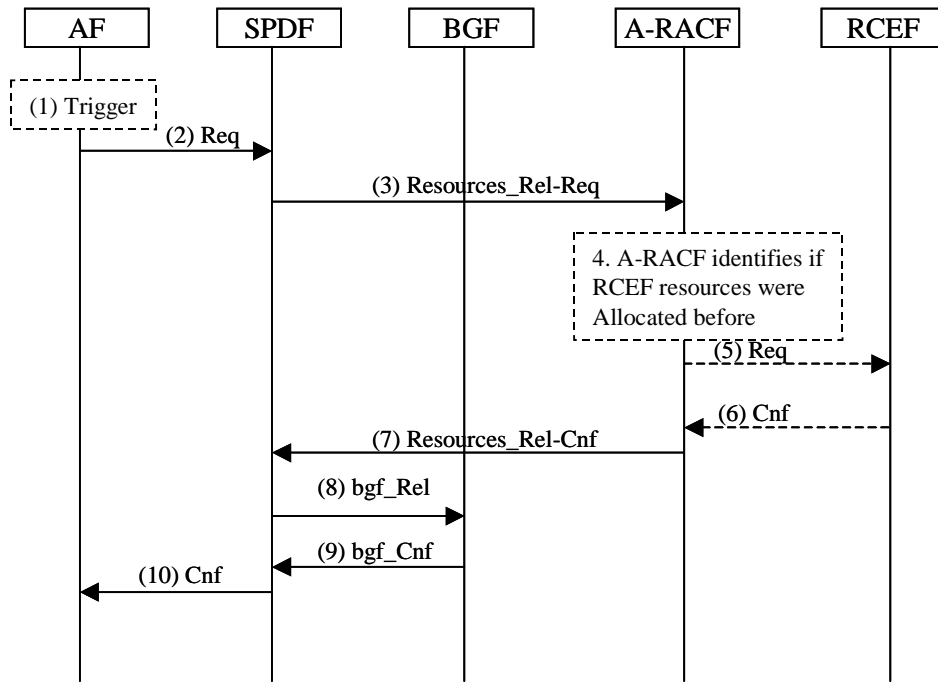 AF
SPDF
BGF
A-RACF
RCEF
(1) Trigger
(2) Req
(3) Resources_Rel-Req
4. A-RACF identifies if
RCEF resources were
Allocated before
(5) Req
(6) Cnf
(7) Resources_Rel-Cnf
(8) bgf_Rel
(9) bgf_Cnf
(10) Cnf